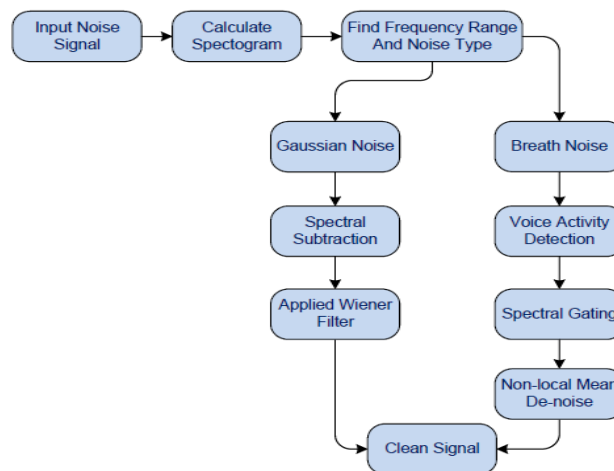 Input Noise
Signal
Calculate
Spectogram
Find Frequency Range
And Noise Type
Gaussian Noise
Breath Noise
Spectral
Subtraction
Voice Activity
Detection
Applied Wiener
Filter
Spectral Gating
Non-local Mean
De-noise
Clean Signal